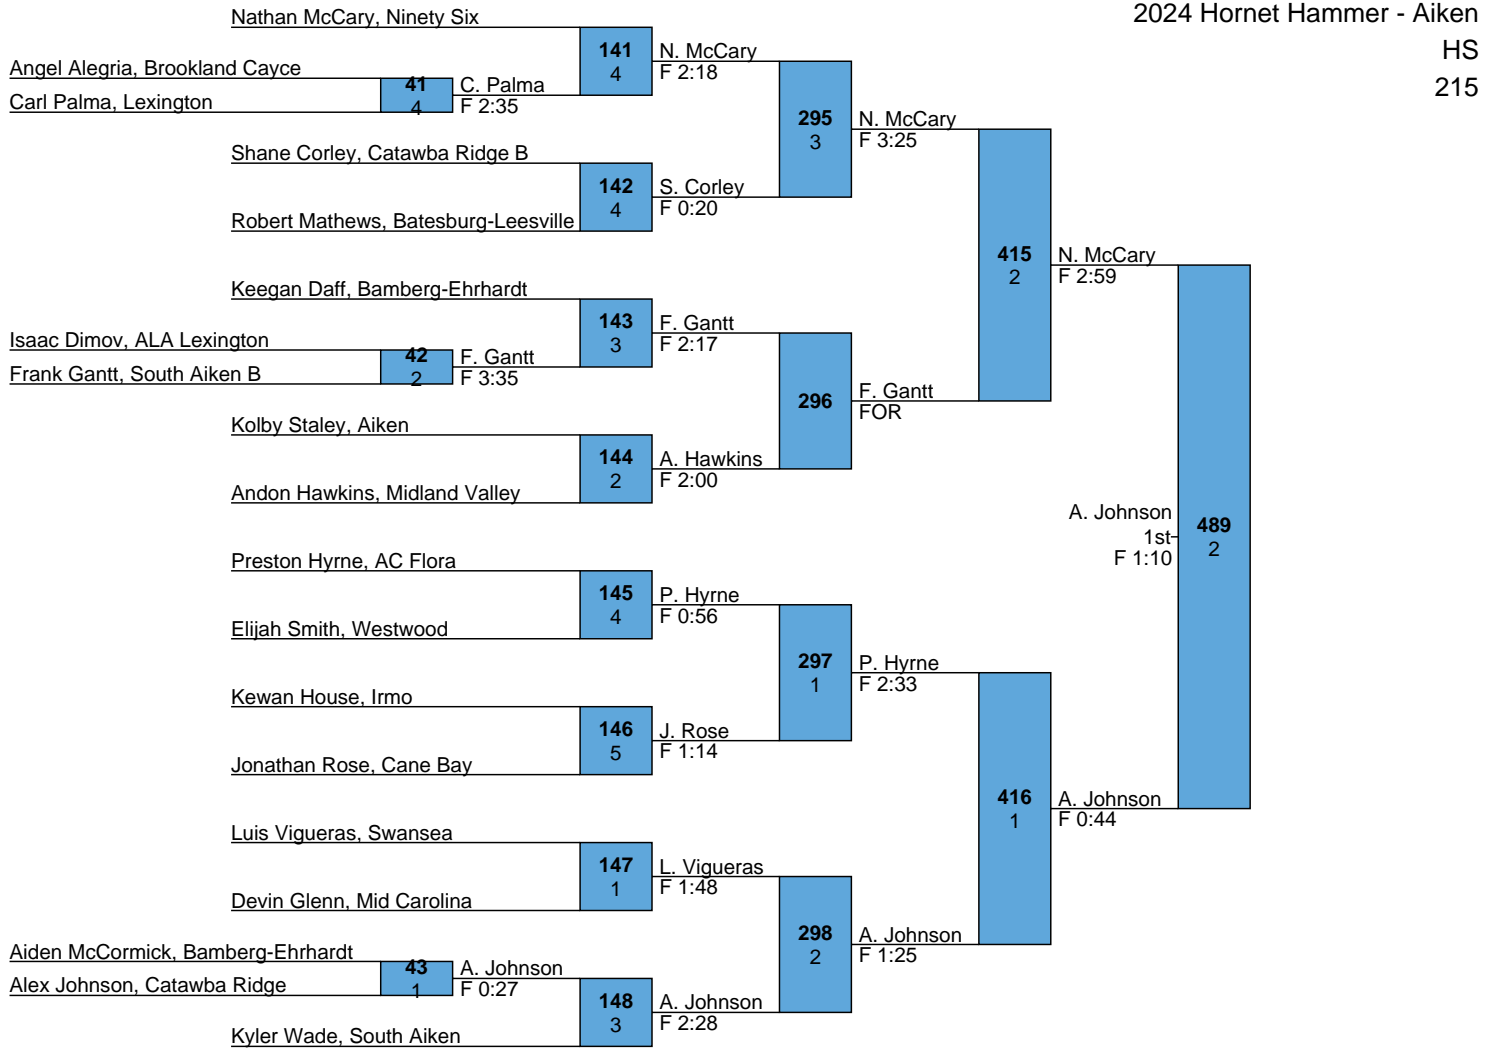 2024 Hornet Hammer - Aiken
HS
215
Nathan McCary, Ninety Six
Angel Alegria, Brookland Cayce
Carl Palma, Lexington
41
4
C. Palma
F 2:35
141
4
N. McCary
F 2:18
Shane Corley, Catawba Ridge B
Robert Mathews, Batesburg-Leesville
142
4
S. Corley
F 0:20
295
3
N. McCary
F 3:25
Keegan Daff, Bamberg-Ehrhardt
Isaac Dimov, ALA Lexington
Frank Gantt, South Aiken B
42
2
F. Gantt
F 3:35
143
3
F. Gantt
F 2:17
Kolby Staley, Aiken
Andon Hawkins, Midland Valley
144
2
A. Hawkins
F 2:00
296
F. Gantt
FOR
415
2
N. McCary
F 2:59
Preston Hyrne, AC Flora
Elijah Smith, Westwood
145
4
P. Hyrne
F 0:56
Kewan House, Irmo
Jonathan Rose, Cane Bay
146
5
J. Rose
F 1:14
297
1
P. Hyrne
F 2:33
Luis Vigueras, Swansea
Devin Glenn, Mid Carolina
147
1
L. Vigueras
F 1:48
Aiden McCormick, Bamberg-Ehrhardt
Alex Johnson, Catawba Ridge
43
1
A. Johnson
F 0:27
Kyler Wade, South Aiken
148
3
A. Johnson
F 2:28
298
2
A. Johnson
F 1:25
416
1
A. Johnson
F 0:44
A. Johnson
1st
F 1:10
489
2